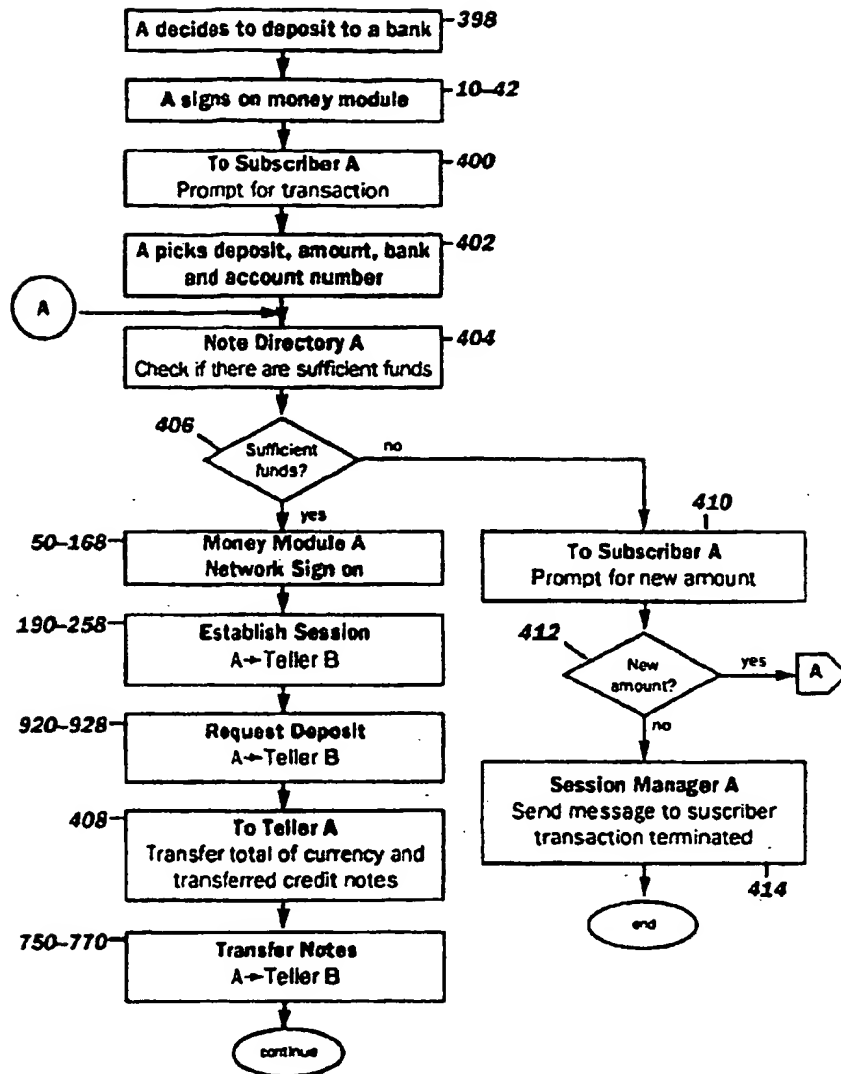 A decides to deposit to a bank
398
A signs on money module
10–42
To Subscriber A
Prompt for transaction
400
A picks deposit, amount, bank
and account number
402
A
Note Directory A
Check if there are sufficient funds
404
406
Sufficient
funds?
no
yes
50–168
Money Module A
Network Sign on
190–258
Establish Session
A→Teller B
920–928
Request Deposit
A→Teller B
408
To Teller A
Transfer total of currency and
transferred credit notes
750–770
Transfer Notes
A→Teller B
continue
410
To Subscriber A
Prompt for new amount
412
New
amount?
yes
A
no
Session Manager A
Send message to suscriber
transaction terminated
414
end